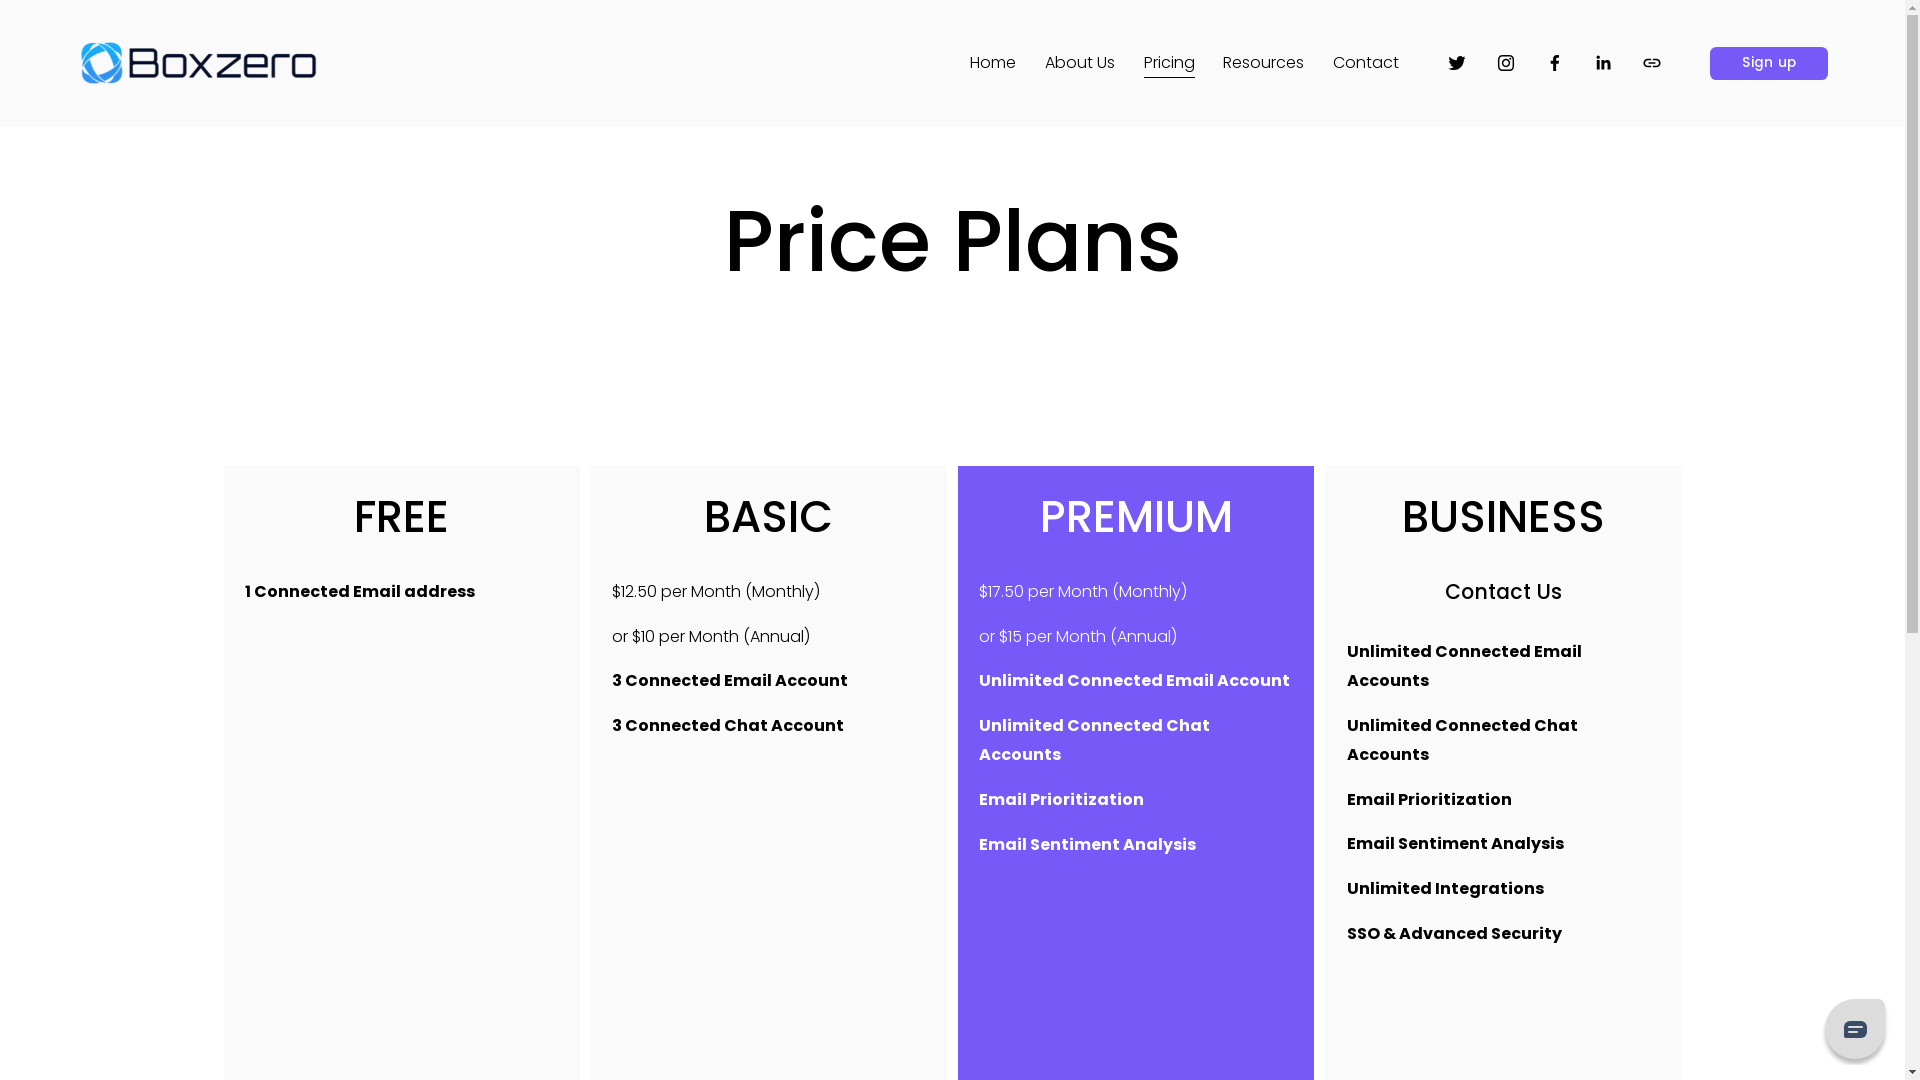 Boxzero
Home
About Us
Pricing
Resources
Contact
Sign up
Price Plans
FREE
1 Connected Email address
BASIC
$12.50 per Month (Monthly)
or $10 per Month (Annual)
3 Connected Email Account
3 Connected Chat Account
PREMIUM
$17.50 per Month (Monthly)
or $15 per Month (Annual)
Unlimited Connected Email Account
Unlimited Connected Chat
Accounts
Email Prioritization
Email Sentiment Analysis
BUSINESS
Contact Us
Unlimited Connected Email
Accounts
Unlimited Connected Chat
Accounts
Email Prioritization
Email Sentiment Analysis
Unlimited Integrations
SSO & Advanced Security